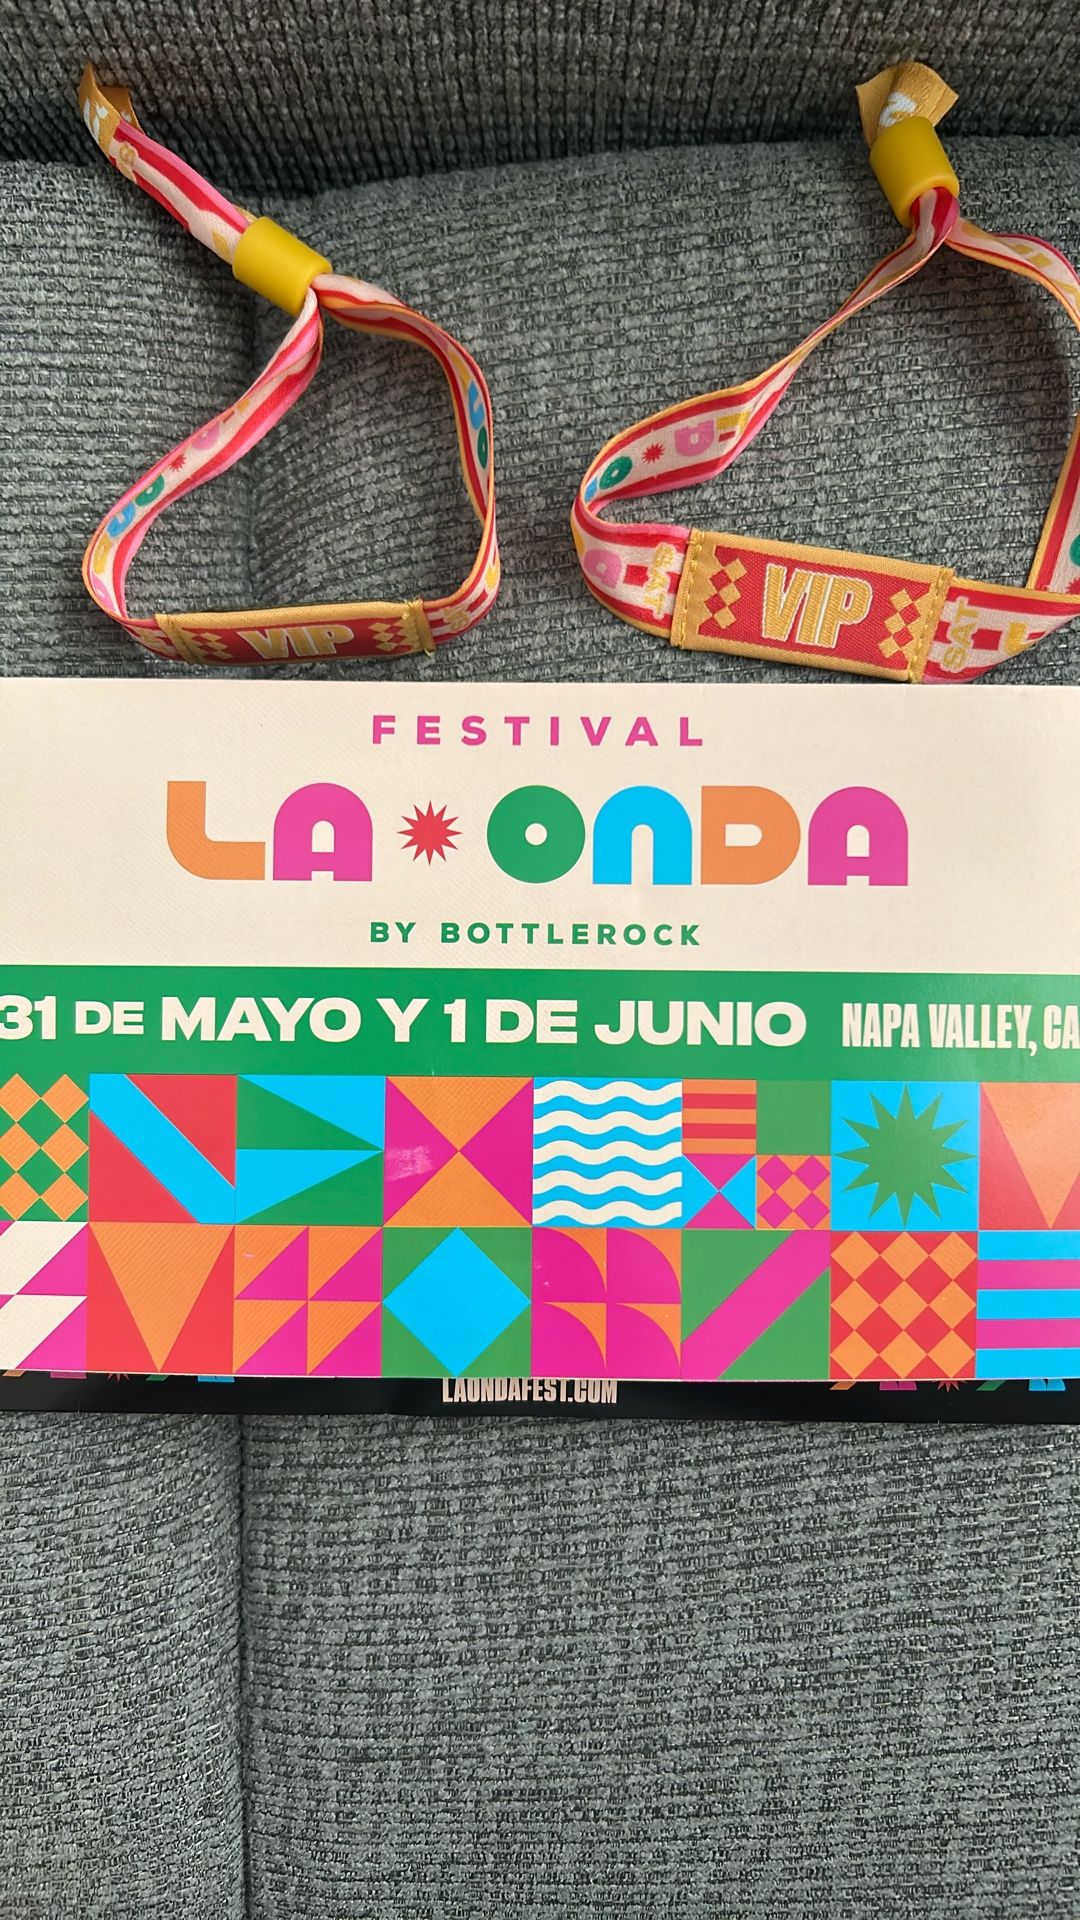 VIP
VIP
SAT
SAT
FESTIVAL
LA ONDA
BY BOTTLEROCK
31 DE MAYO Y 1 DE JUNIO NAPA VALLEY, CA
LAONDAFEST.COM